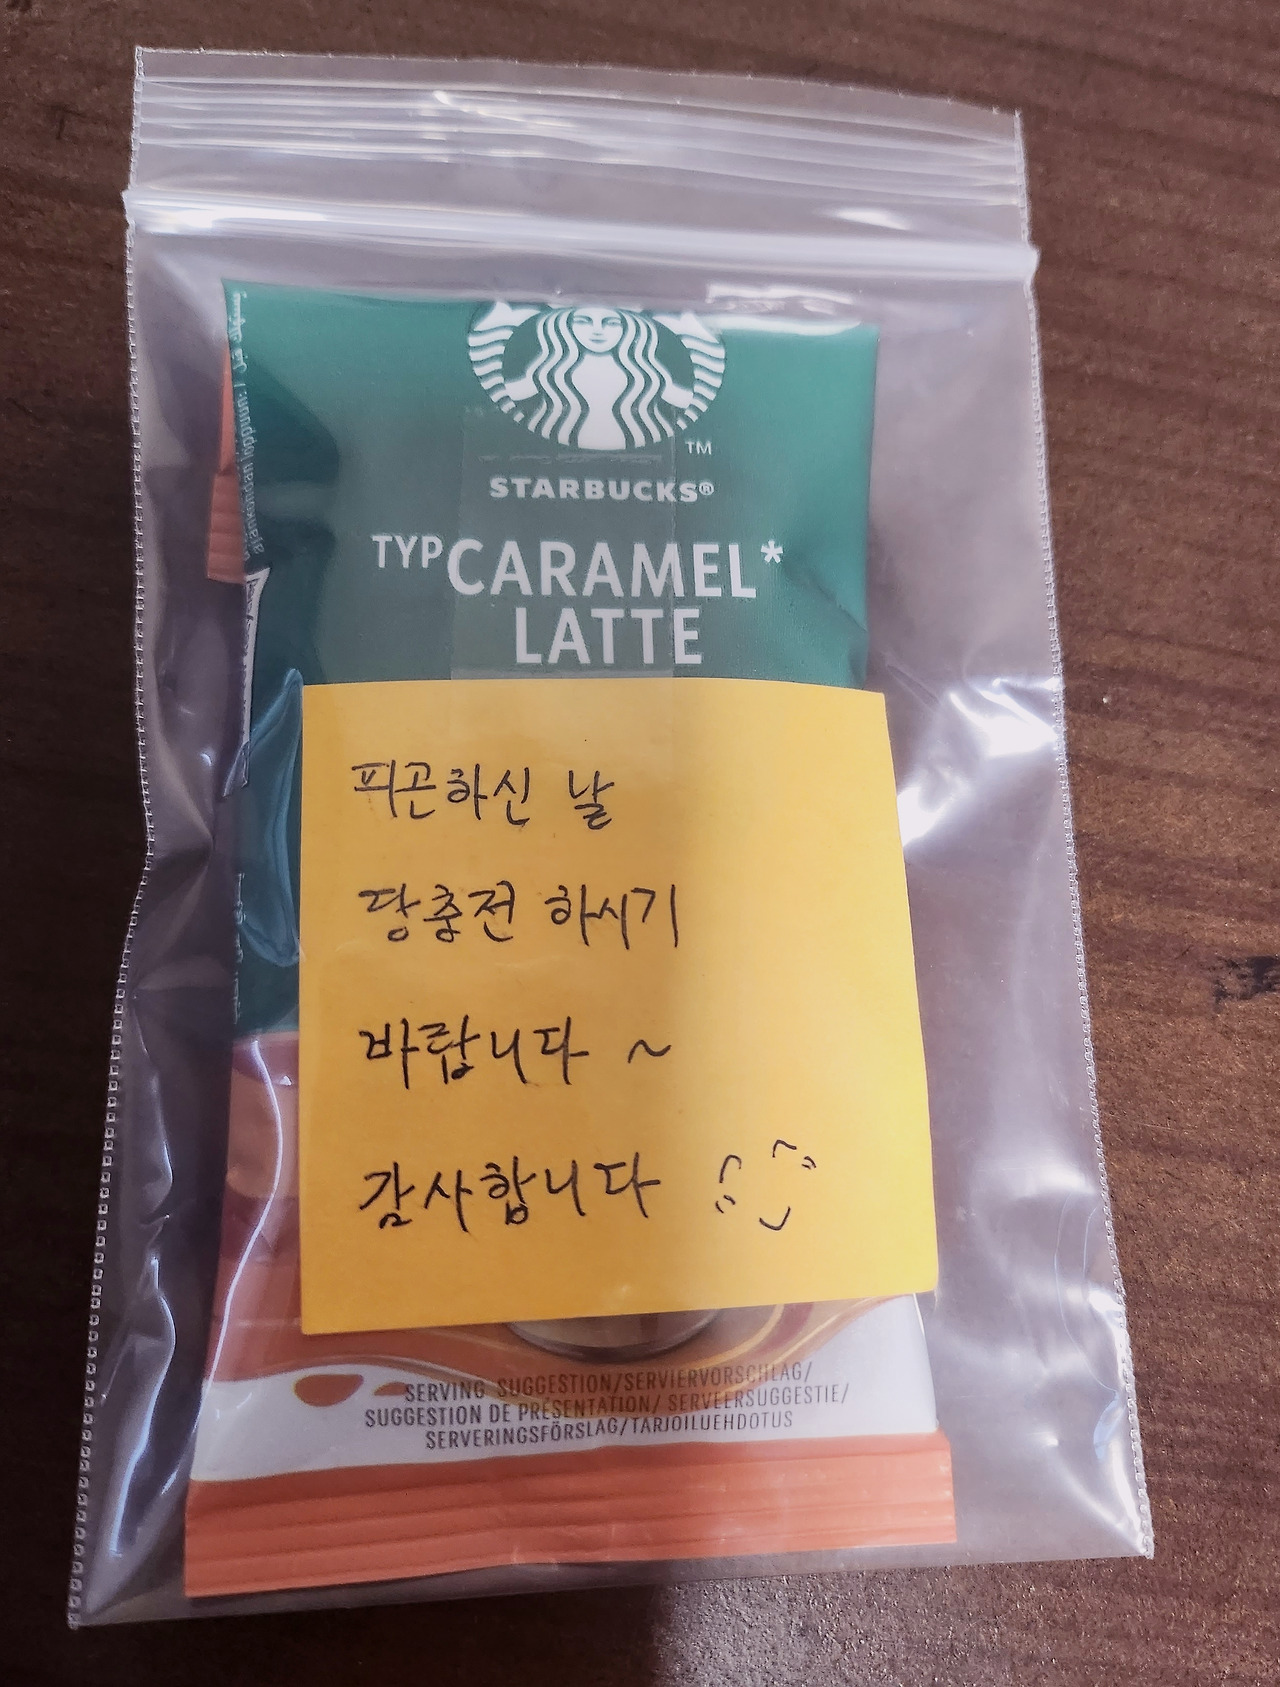 TM
STARBUCKS®
TYP CARAMEL*
LATTE
피곤하신 날
당충전 하시기
바랍니다 ~
감사합니다
SERVING SUGGESTION/SERVIERVORSCHLAG/
SUGGESTION DE PRÉSENTATION/ SERVEERSUGGESTIE/
SERVERINGSFÖRSLAG/TARJOILUEHDOTUS